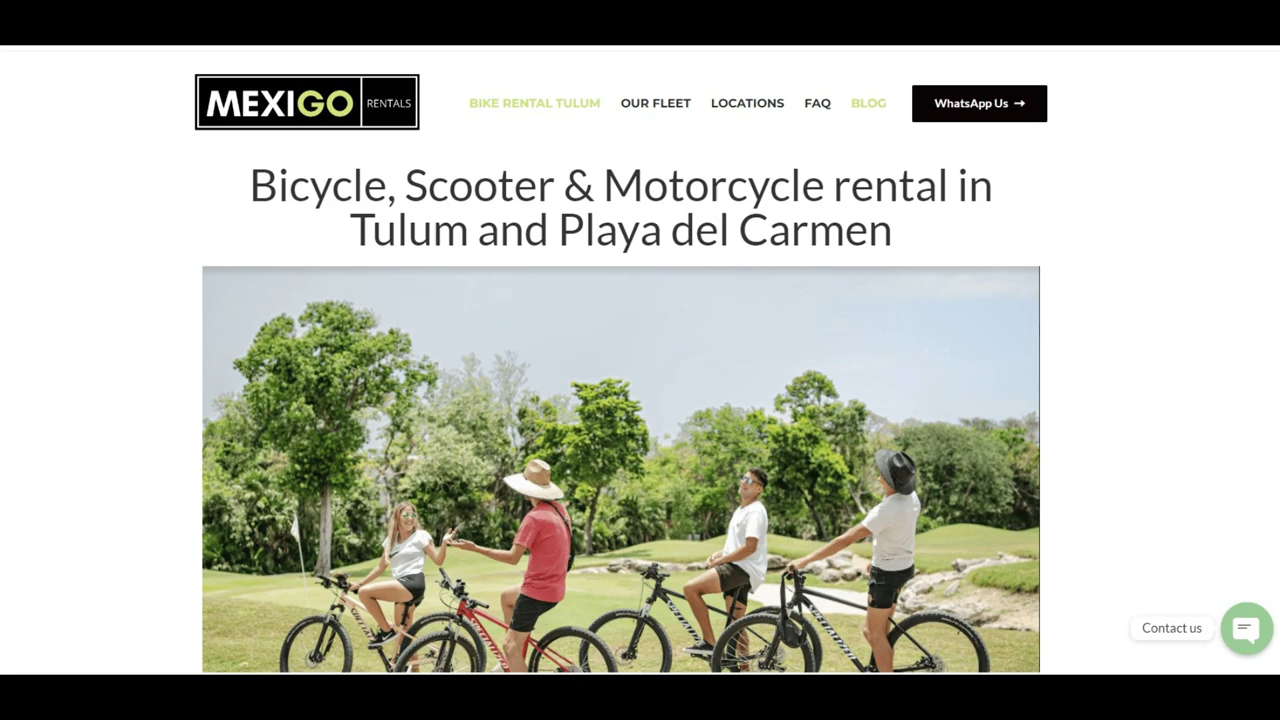 MEXIGO RENTALS
BIKE RENTAL TULUM OUR FLEET LOCATIONS FAQ BLOG WhatsApp Us →
Bicycle, Scooter & Motorcycle rental in
Tulum and Playa del Carmen
Contact us